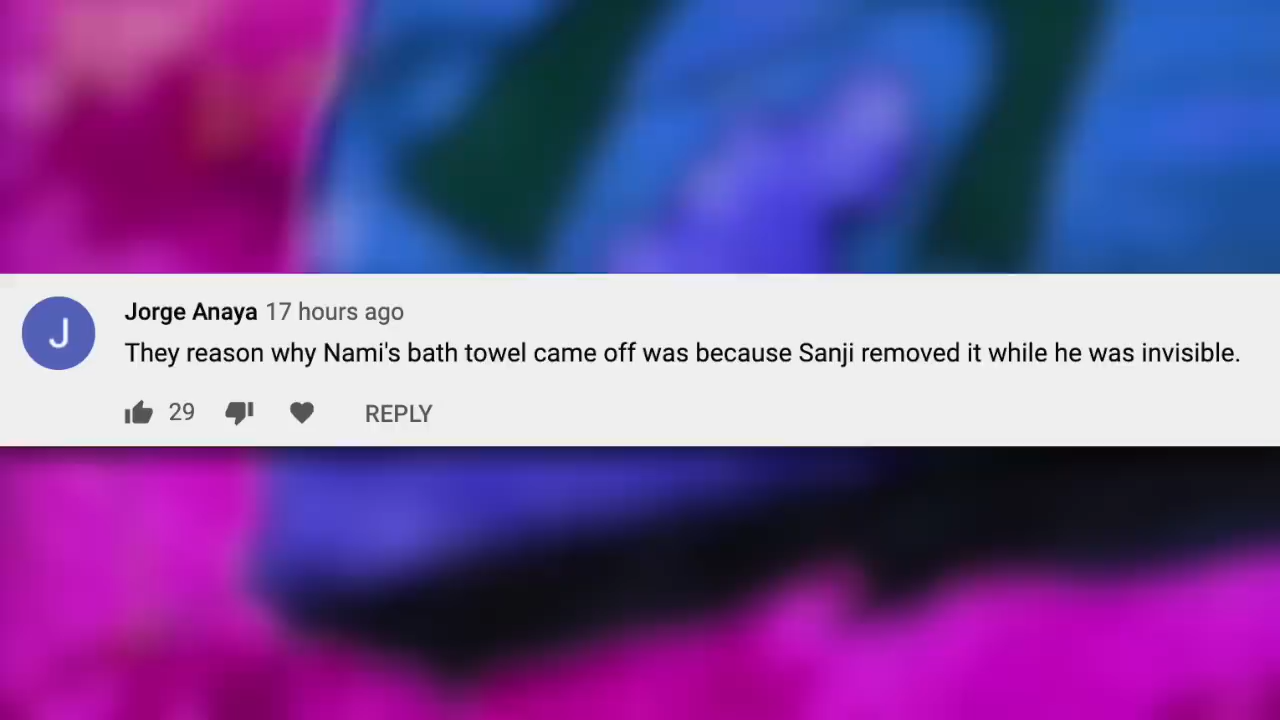 J
Jorge Anaya 17 hours ago
They reason why Nami's bath towel came off was because Sanji removed it while he was invisible.
29 REPLY